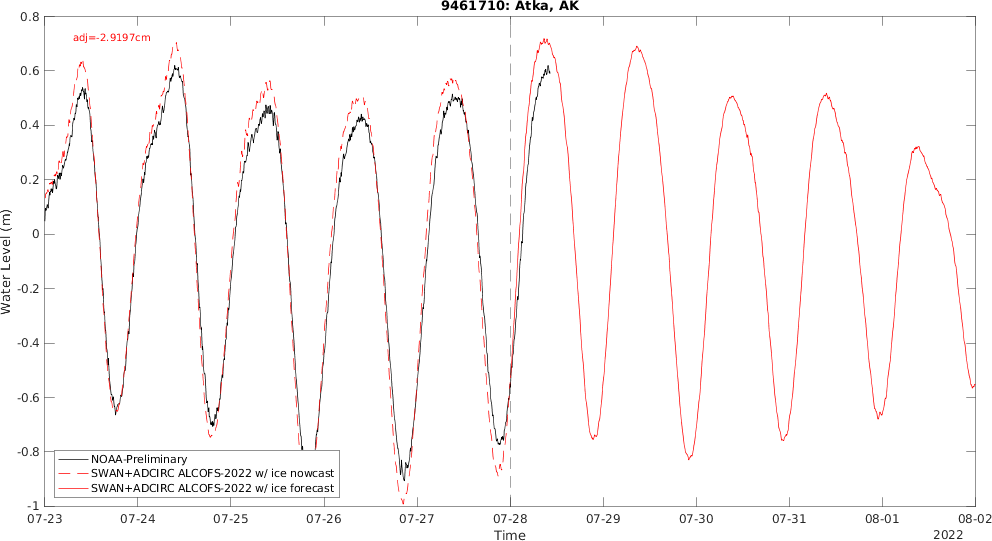 9461710: Atka, AK
adj=-2.9197cm
0.8
0.6
0.4
0.2
0
-0.2
-0.4
-0.6
-0.8
-1
Water Level (m)
NOAA-Preliminary
SWAN+ADCIRC ALCOFS-2022 w/ ice nowcast
SWAN+ADCIRC ALCOFS-2022 w/ ice forecast
07-23 07-24 07-25 07-26 07-27 07-28 07-29 07-30 07-31 08-01 08-02
Time
2022